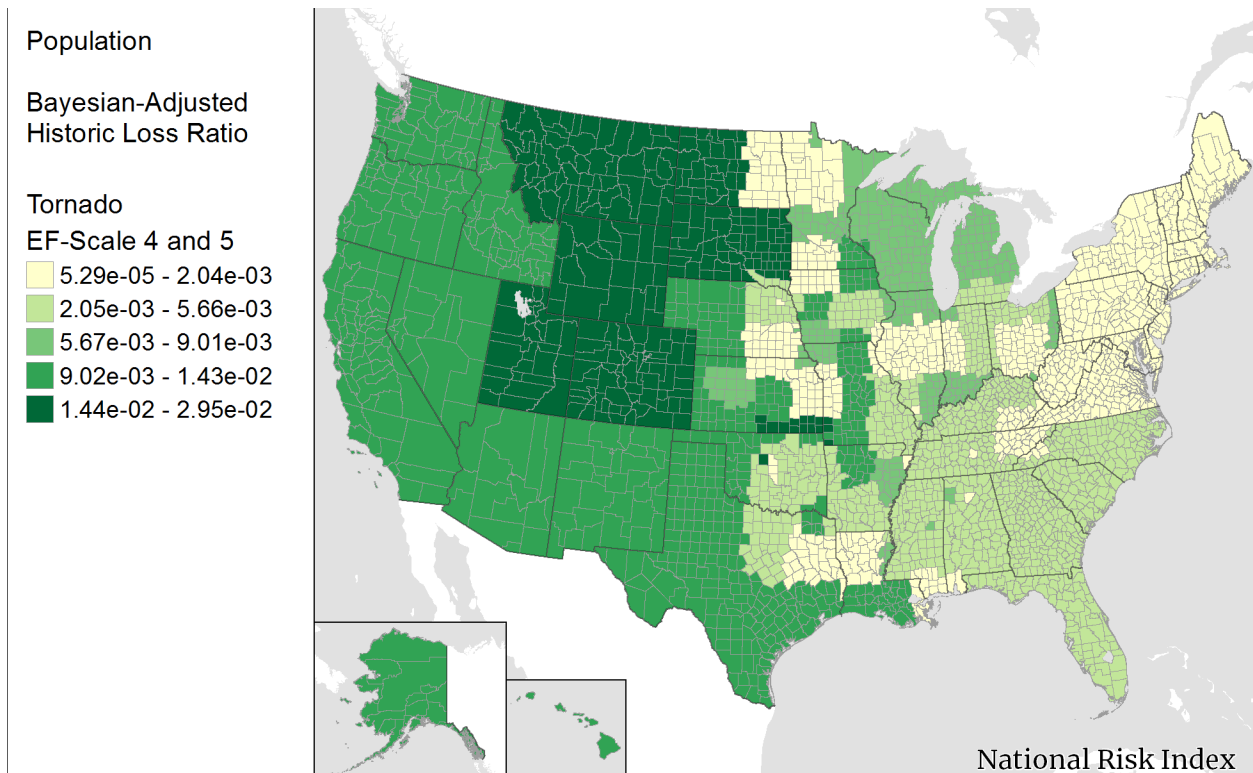 Population
Bayesian-Adjusted
Historic Loss Ratio
Tornado
EF-Scale 4 and 5
5.29e-05 - 2.04e-03
2.05e-03 - 5.66e-03
5.67e-03 - 9.01e-03
9.02e-03 - 1.43e-02
1.44e-02 - 2.95e-02
National Risk Index